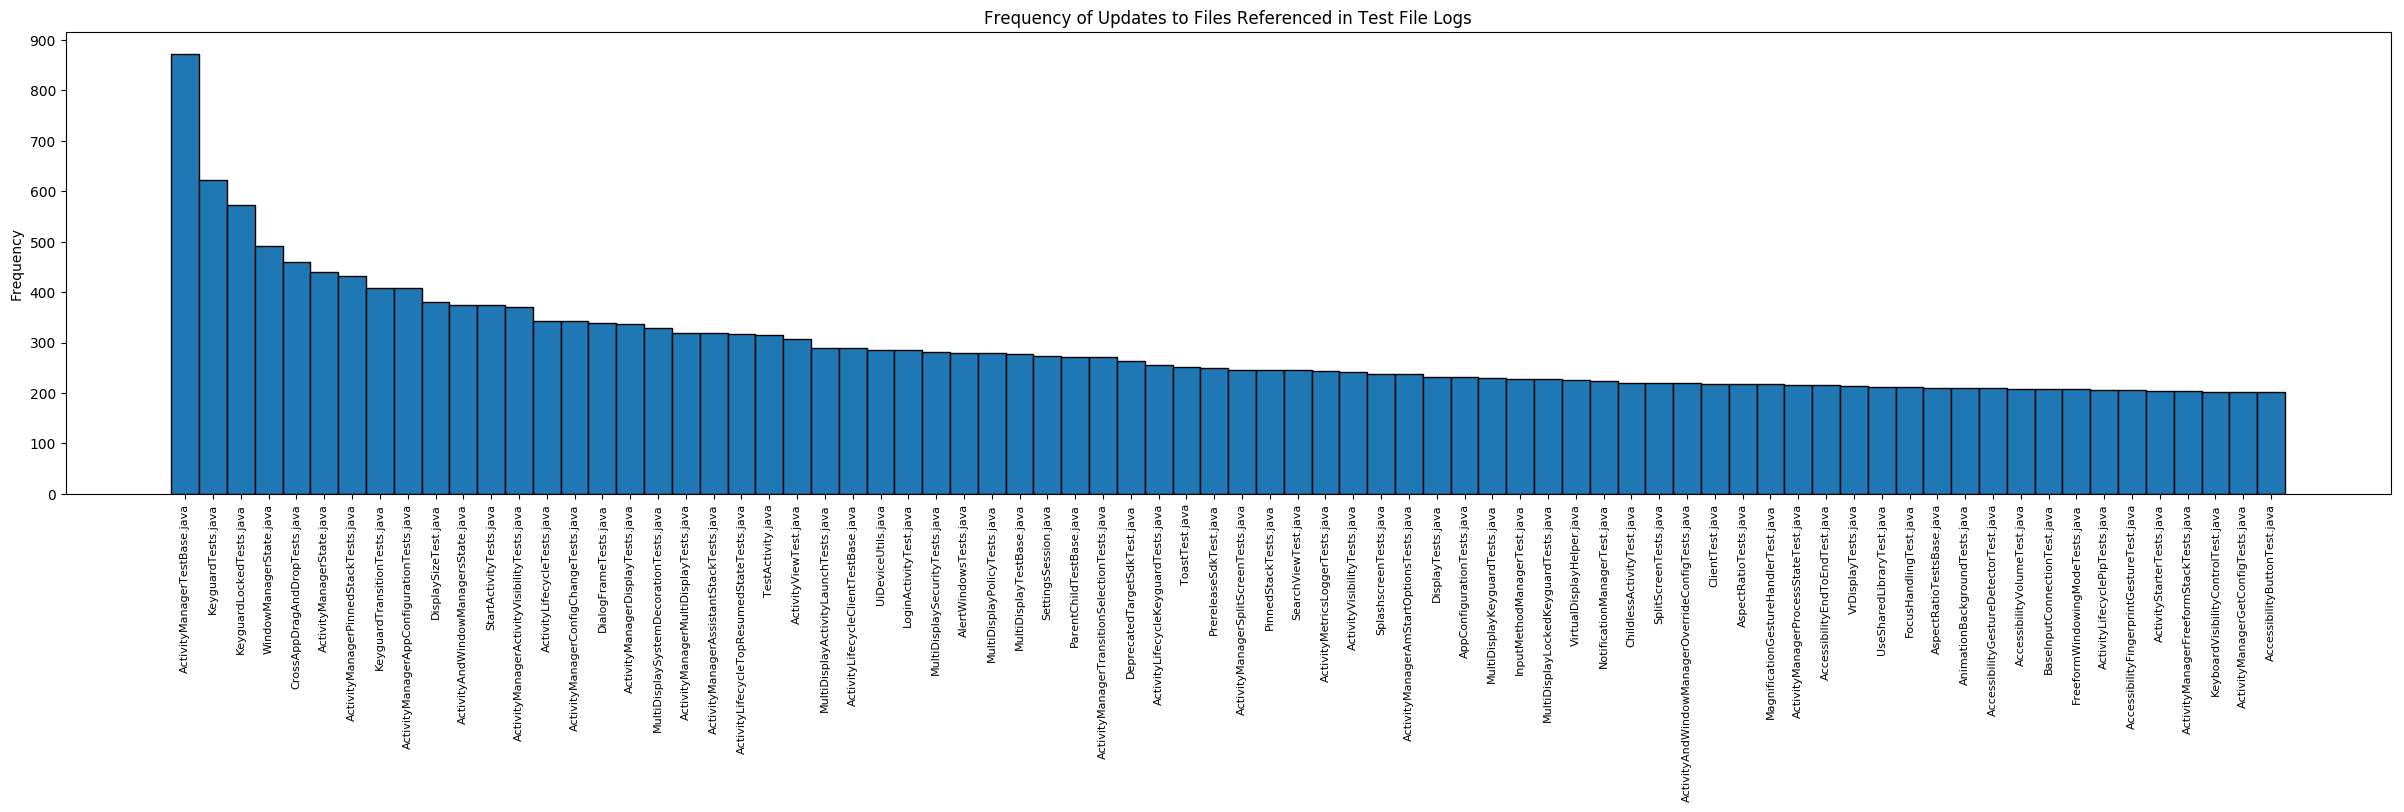 Frequency of Updates to Files Referenced in Test File Logs
Frequency
900
800
700
600
500
400
300
200
100
0
ActivityManagerTestBase.java
KeyguardTests.java
KeyguardLockedTests.java
WindowManagerState.java
CrossAppDragAndDropTests.java
ActivityManagerState.java
ActivityManagerPinnedStackTests.java
KeyguardTransitionTests.java
ActivityManagerAppConfigurationTests.java
DisplaySizeTest.java
ActivityAndWindowManagersState.java
StartActivityTests.java
ActivityManagerActivityVisibilityTests.java
ActivityLifecycleTests.java
ActivityManagerConfigChangeTests.java
DialogFrameTests.java
ActivityManagerDisplayTests.java
MultiDisplaySystemDecorationTests.java
ActivityManagerMultiDisplayTests.java
ActivityManagerAssistantStackTests.java
ActivityLifecycleTopResumedStateTests.java
TestActivity.java
ActivityViewTest.java
MultiDisplayActivityLaunchTests.java
ActivityLifecycleClientTestBase.java
UiDeviceUtils.java
LoginActivityTest.java
MultiDisplaySecurityTests.java
AlertWindowsTests.java
MultiDisplayPolicyTests.java
MultiDisplayTestBase.java
SettingsSession.java
ParentChildTestBase.java
ActivityManagerTransitionSelectionTests.java
DeprecatedTargetSdkTest.java
ActivityLifecycleKeyguardTests.java
ToastTest.java
PrereleaseSdkTest.java
ActivityManagerSplitScreenTests.java
PinnedStackTests.java
SearchViewTest.java
ActivityMetricsLoggerTests.java
ActivityVisibilityTests.java
SplashscreenTests.java
ActivityManagerAmStartOptionsTests.java
DisplayTests.java
AppConfigurationTests.java
MultiDisplayKeyguardTests.java
InputMethodManagerTest.java
MultiDisplayLockedKeyguardTests.java
VirtualDisplayHelper.java
NotificationManagerTest.java
ChildlessActivityTest.java
SplitScreenTests.java
ActivityAndWindowManagerOverrideConfigTests.java
ClientTest.java
AspectRatioTests.java
MagnificationGestureHandlerTest.java
ActivityManagerProcessStateTest.java
AccessibilityEndToEndTest.java
VrDisplayTests.java
UseSharedLibraryTest.java
FocusHandlingTest.java
AspectRatioTestsBase.java
AnimationBackgroundTests.java
AccessibilityGestureDetectorTest.java
AccessibilityVolumeTest.java
BaseInputConnectionTest.java
FreeformWindowingModeTests.java
ActivityLifecyclePipTests.java
AccessibilityFingerprintGestureTest.java
ActivityStarterTests.java
ActivityManagerFreeformStackTests.java
KeyboardVisibilityControlTest.java
ActivityManagerGetConfigTests.java
AccessibilityButtonTest.java